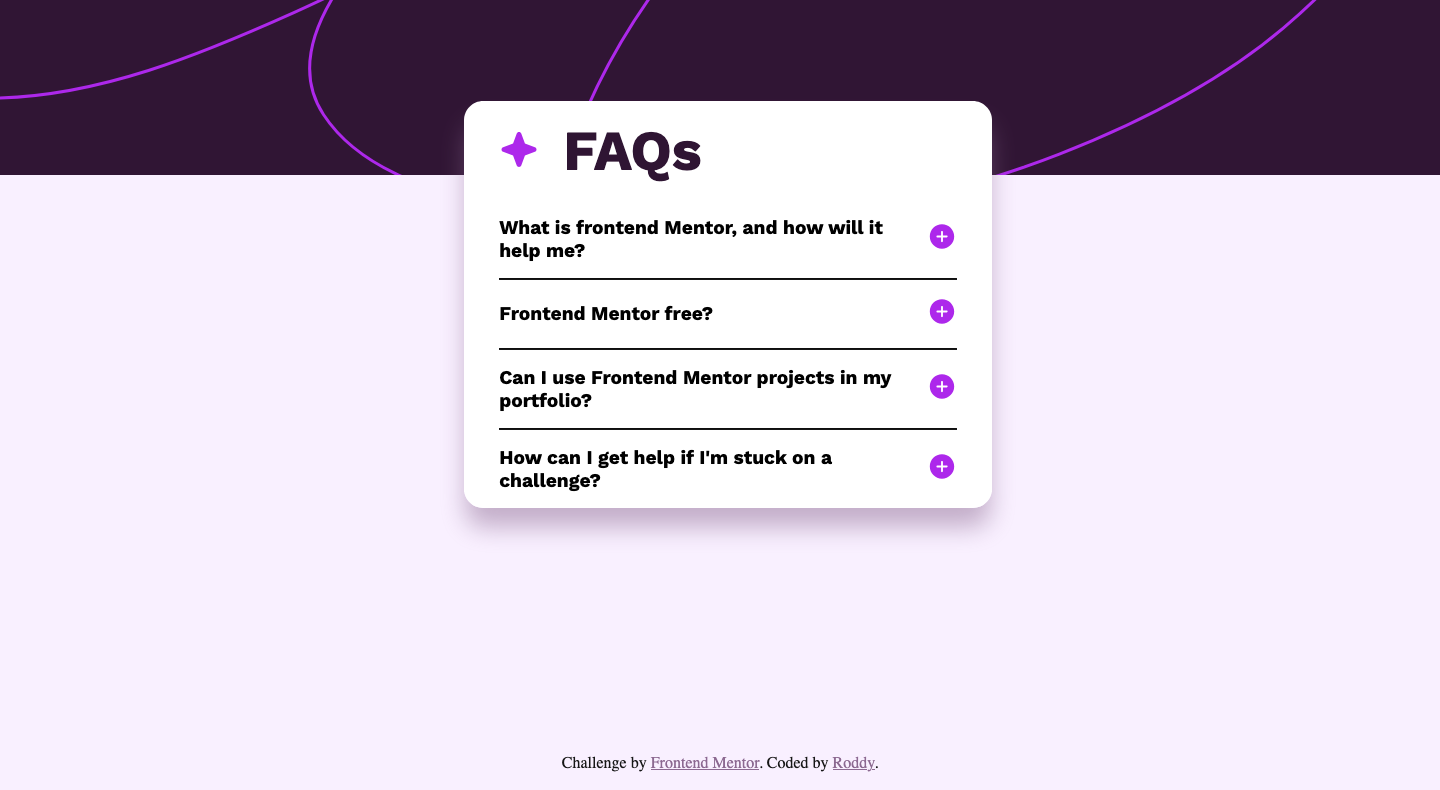 FAQs
What is frontend Mentor, and how will it
help me?
Frontend Mentor free?
Can I use Frontend Mentor projects in my
portfolio?
How can I get help if I'm stuck on a
challenge?
Challenge by Frontend Mentor. Coded by Roddy.